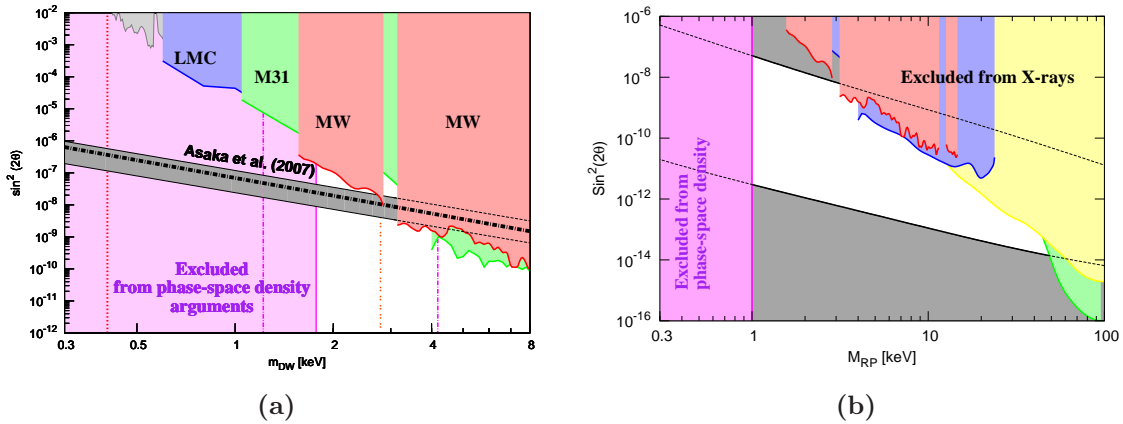 10⁻²
10⁻³
10⁻⁴
10⁻⁵
10⁻⁶
10⁻⁷
10⁻⁸
10⁻⁹
10⁻¹⁰
10⁻¹¹
10⁻¹²
sin²(2θ)
LMC
M31
MW
MW
Asaka et al. (2007)
Excluded
from phase-space density
arguments
0.3
0.5
1
2
4
8
m_DW [keV]
(a)
10⁻⁶
10⁻⁸
10⁻¹⁰
10⁻¹²
10⁻¹⁴
10⁻¹⁶
Sin²(2θ)
Excluded from X-rays
Excluded from
phase-space density
0.3
1
10
100
M_RP [keV]
(b)